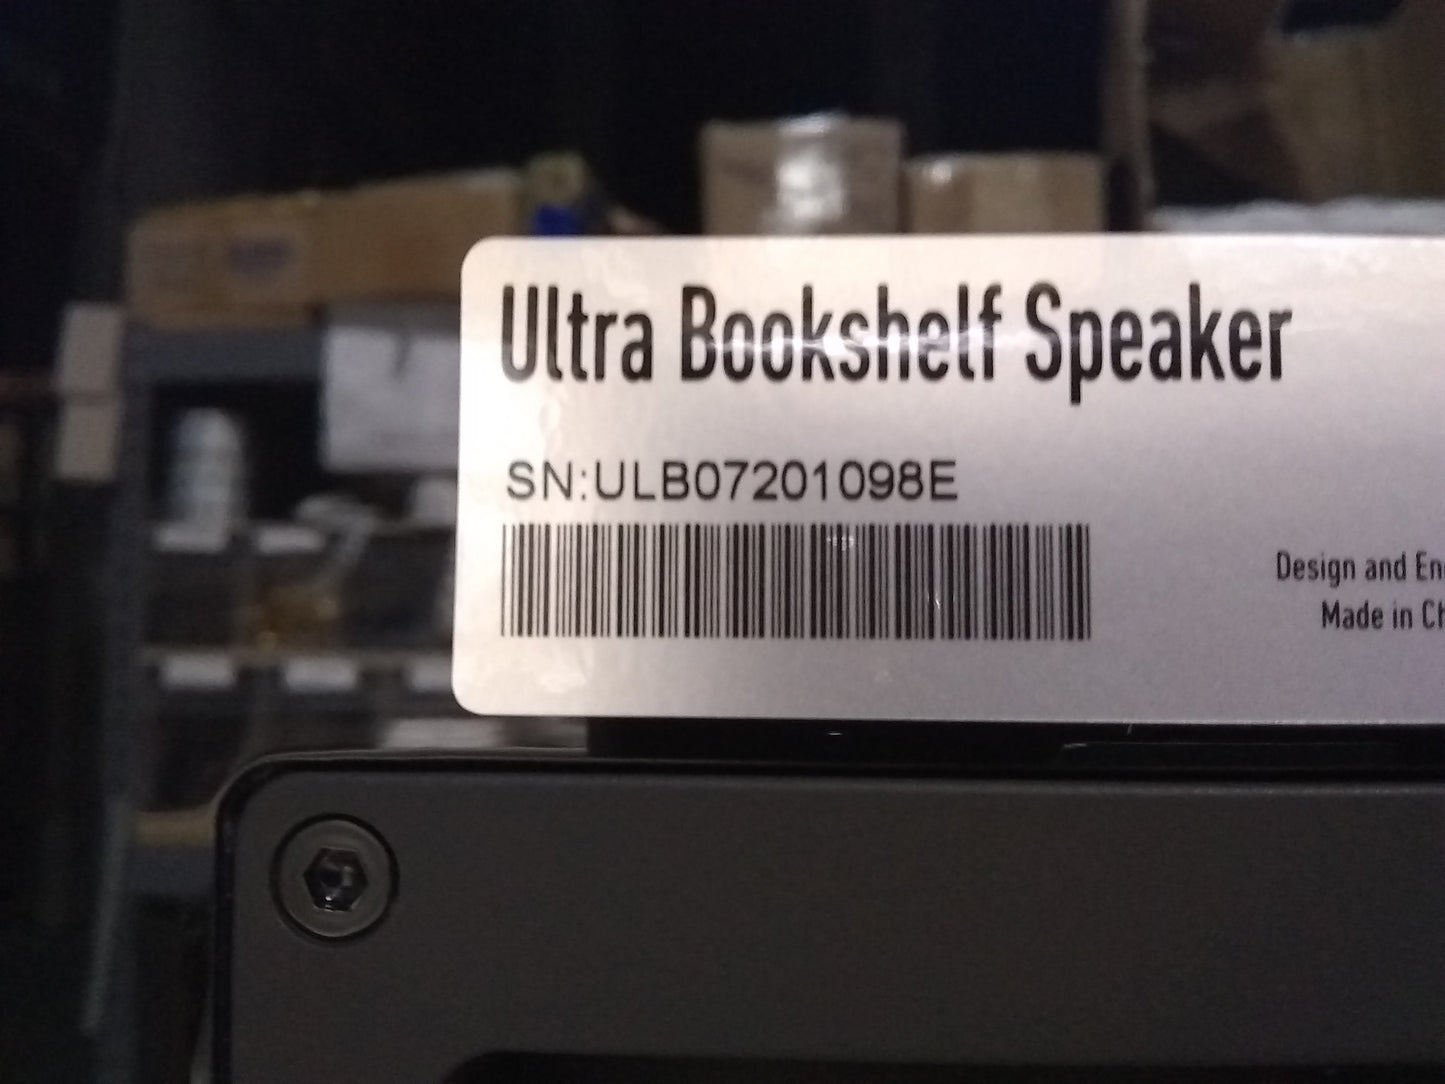 Ultra Bookshelf Speaker
SN:ULB07201098E
Design and En
Made in Ch